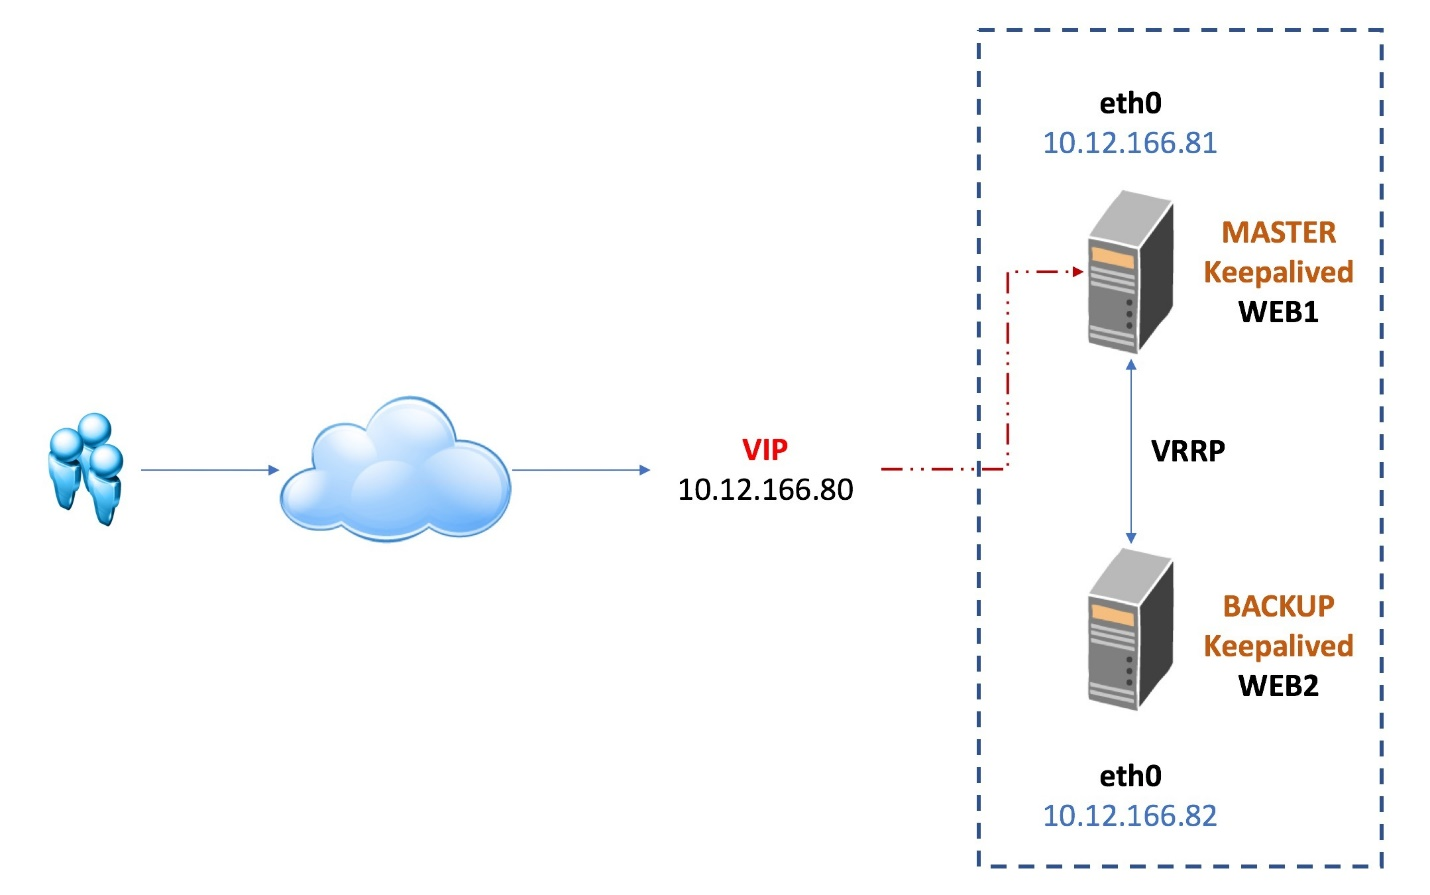 eth0
10.12.166.81
MASTER
Keepalived
WEB1
VIP
10.12.166.80
VRRP
BACKUP
Keepalived
WEB2
eth0
10.12.166.82